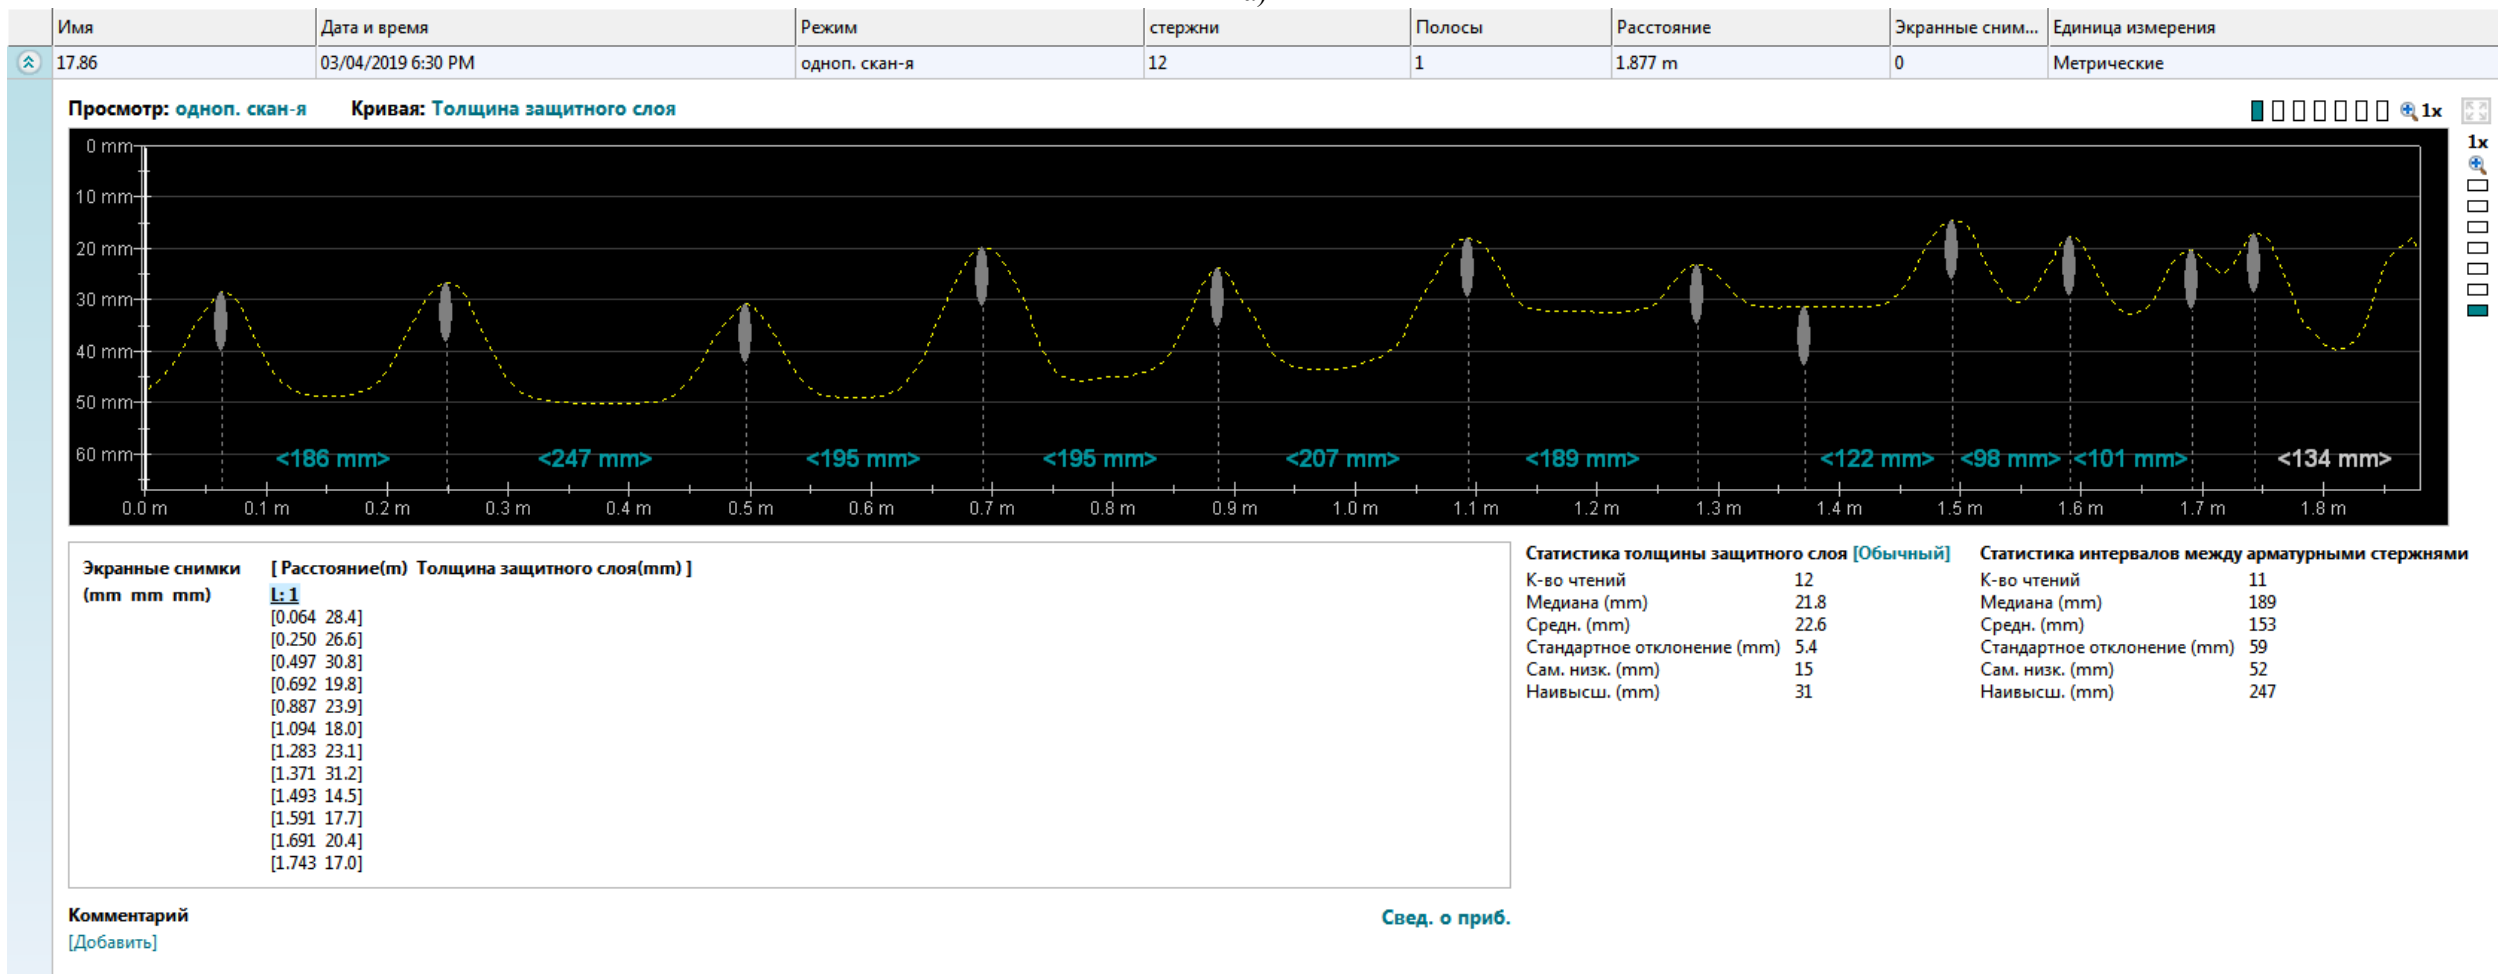 а)
Имя Дата и время Режим стержни Полосы Расстояние Экранные сним... Единица измерения
17.86 03/04/2019 6:30 PM одноп. скан-я 12 1 1.877 m 0 Метрические
Просмотр: одноп. скан-я Кривая: Толщина защитного слоя 1x
1x
0 mm
10 mm
20 mm
30 mm
40 mm
50 mm
60 mm <186 mm> <247 mm> <195 mm> <195 mm> <207 mm> <189 mm> <122 mm> <98 mm> <101 mm> <134 mm>
0.0 m 0.1 m 0.2 m 0.3 m 0.4 m 0.5 m 0.6 m 0.7 m 0.8 m 0.9 m 1.0 m 1.1 m 1.2 m 1.3 m 1.4 m 1.5 m 1.6 m 1.7 m 1.8 m
Экранные снимки [ Расстояние(m) Толщина защитного слоя(mm) ]
(mm mm mm) L: 1
[0.064 28.4]
[0.250 26.6]
[0.497 30.8]
[0.692 19.8]
[0.887 23.9]
[1.094 18.0]
[1.283 23.1]
[1.371 31.2]
[1.493 14.5]
[1.591 17.7]
[1.691 20.4]
[1.743 17.0]
Статистика толщины защитного слоя [Обычный]
К-во чтений 12
Медиана (mm) 21.8
Средн. (mm) 22.6
Стандартное отклонение (mm) 5.4
Сам. низк. (mm) 15
Наивысш. (mm) 31
Статистика интервалов между арматурными стержнями
К-во чтений 11
Медиана (mm) 189
Средн. (mm) 153
Стандартное отклонение (mm) 59
Сам. низк. (mm) 52
Наивысш. (mm) 247
Комментарий Свед. о приб.
[Добавить]